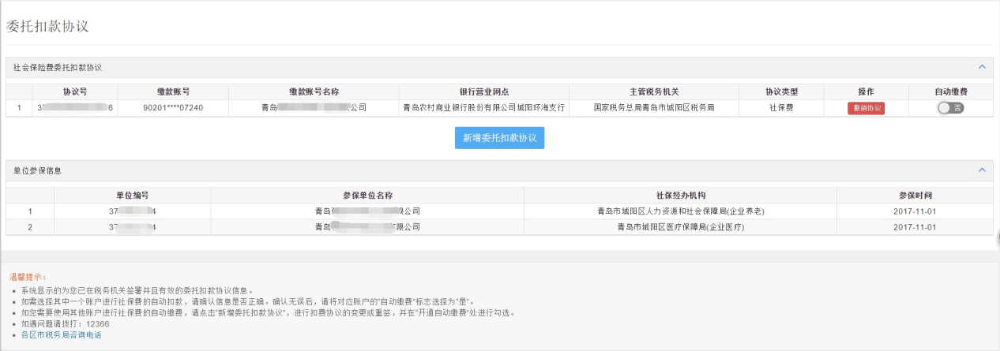 委托扣款协议
社会保险费委托扣款协议
协议号 缴款账号 缴款账号名称 银行营业网点 主管税务机关 协议类型 操作 自动缴费
1 3 6 90201****07240 青岛 公司 青岛农村商业银行股份有限公司城阳环海支行 国家税务总局青岛市城阳区税务局 社保费 撤销协议 否
新增委托扣款协议
单位参保信息
单位编号 参保单位名称 社保经办机构 参保时间
1 37 4 青岛 限公司 青岛市城阳区人力资源和社会保障局(企业养老) 2017-11-01
2 37 4 青岛 限公司 青岛市城阳区医疗保障局(企业医疗) 2017-11-01
温馨提示：
系统显示的为您已在税务机关签署并且有效的委托扣款协议信息。
如需选择其中一个账户进行社保费的自动扣款，请确认信息是否正确。确认无误后，请将对应账户的"自动缴费"标志选择为"是"。
如您需要使用其他账户进行社保费的自动缴费，请点击"新增委托扣款协议"，进行扣费协议的变更或重签，并在"开通自动缴费"处进行勾选。
如遇问题请拨打：12366
各区市税务局咨询电话